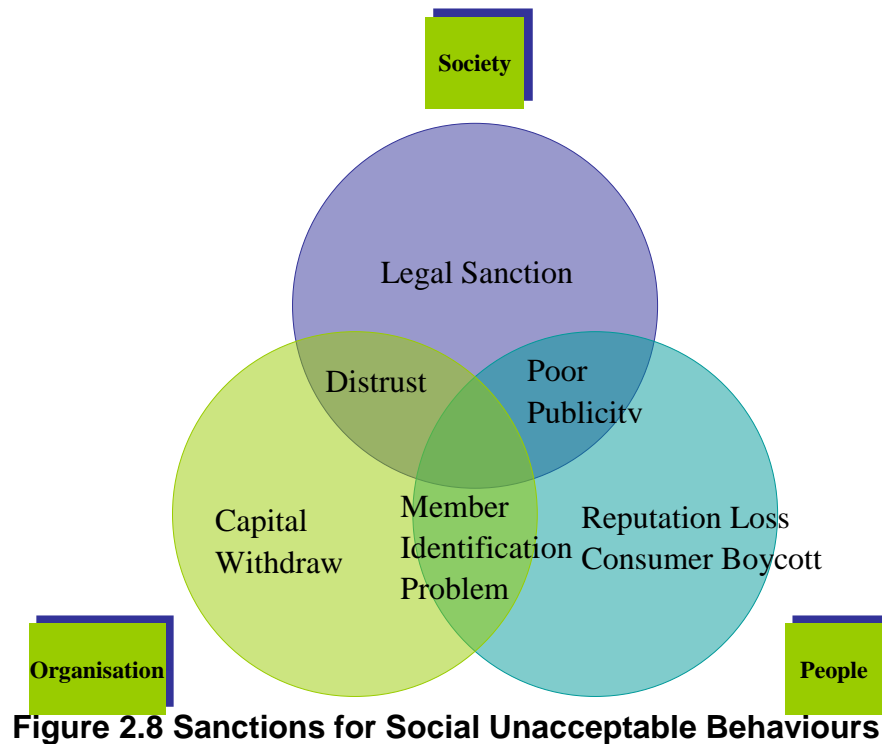 Society
Legal Sanction
Distrust
Poor
Publicity
Capital
Withdraw
Member
Identification
Problem
Reputation Loss
Consumer Boycott
Organisation
People
Figure 2.8 Sanctions for Social Unacceptable Behaviours